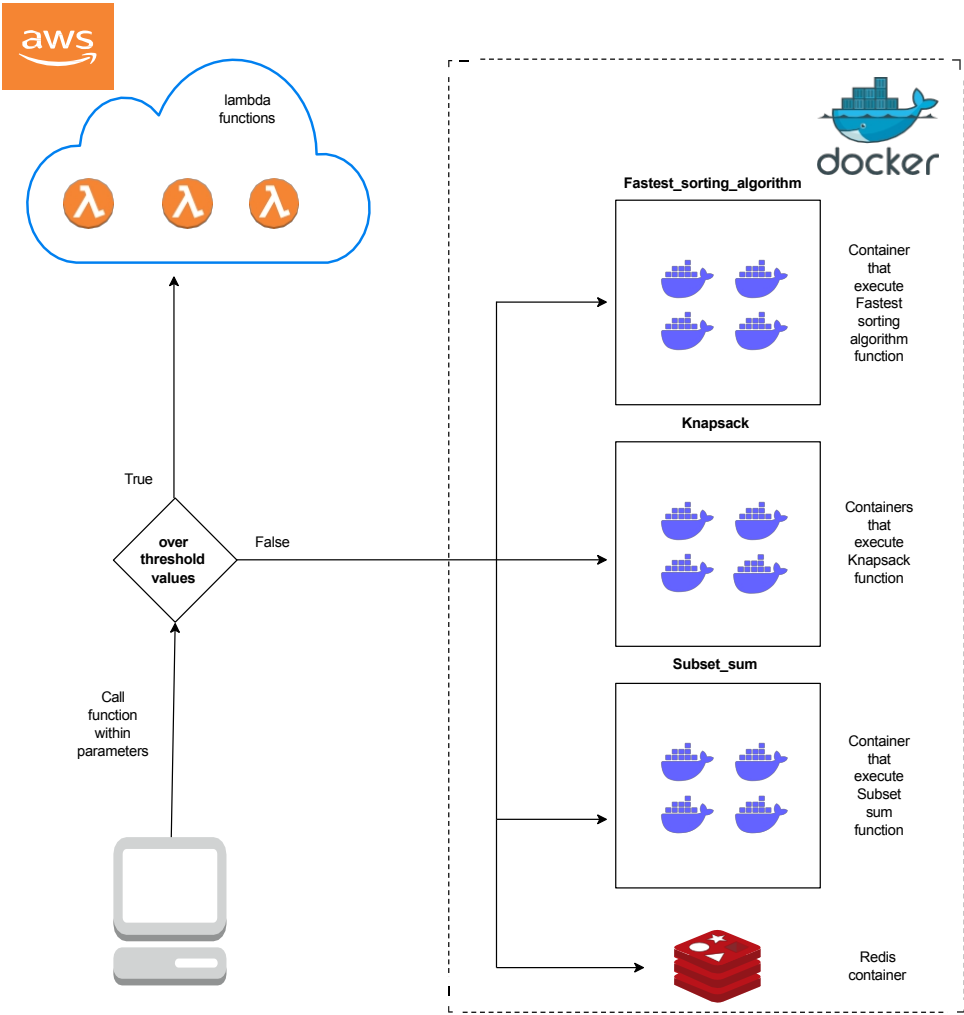 aws
lambda
functions
docker
Fastest_sorting_algorithm
Container
that
execute
Fastest
sorting
algorithm
function
Knapsack
True
over
threshold
values
False
Containers
that
execute
Knapsack
function
Subset_sum
Call
function
within
parameters
Container
that
execute
Subset
sum
function
Redis
container